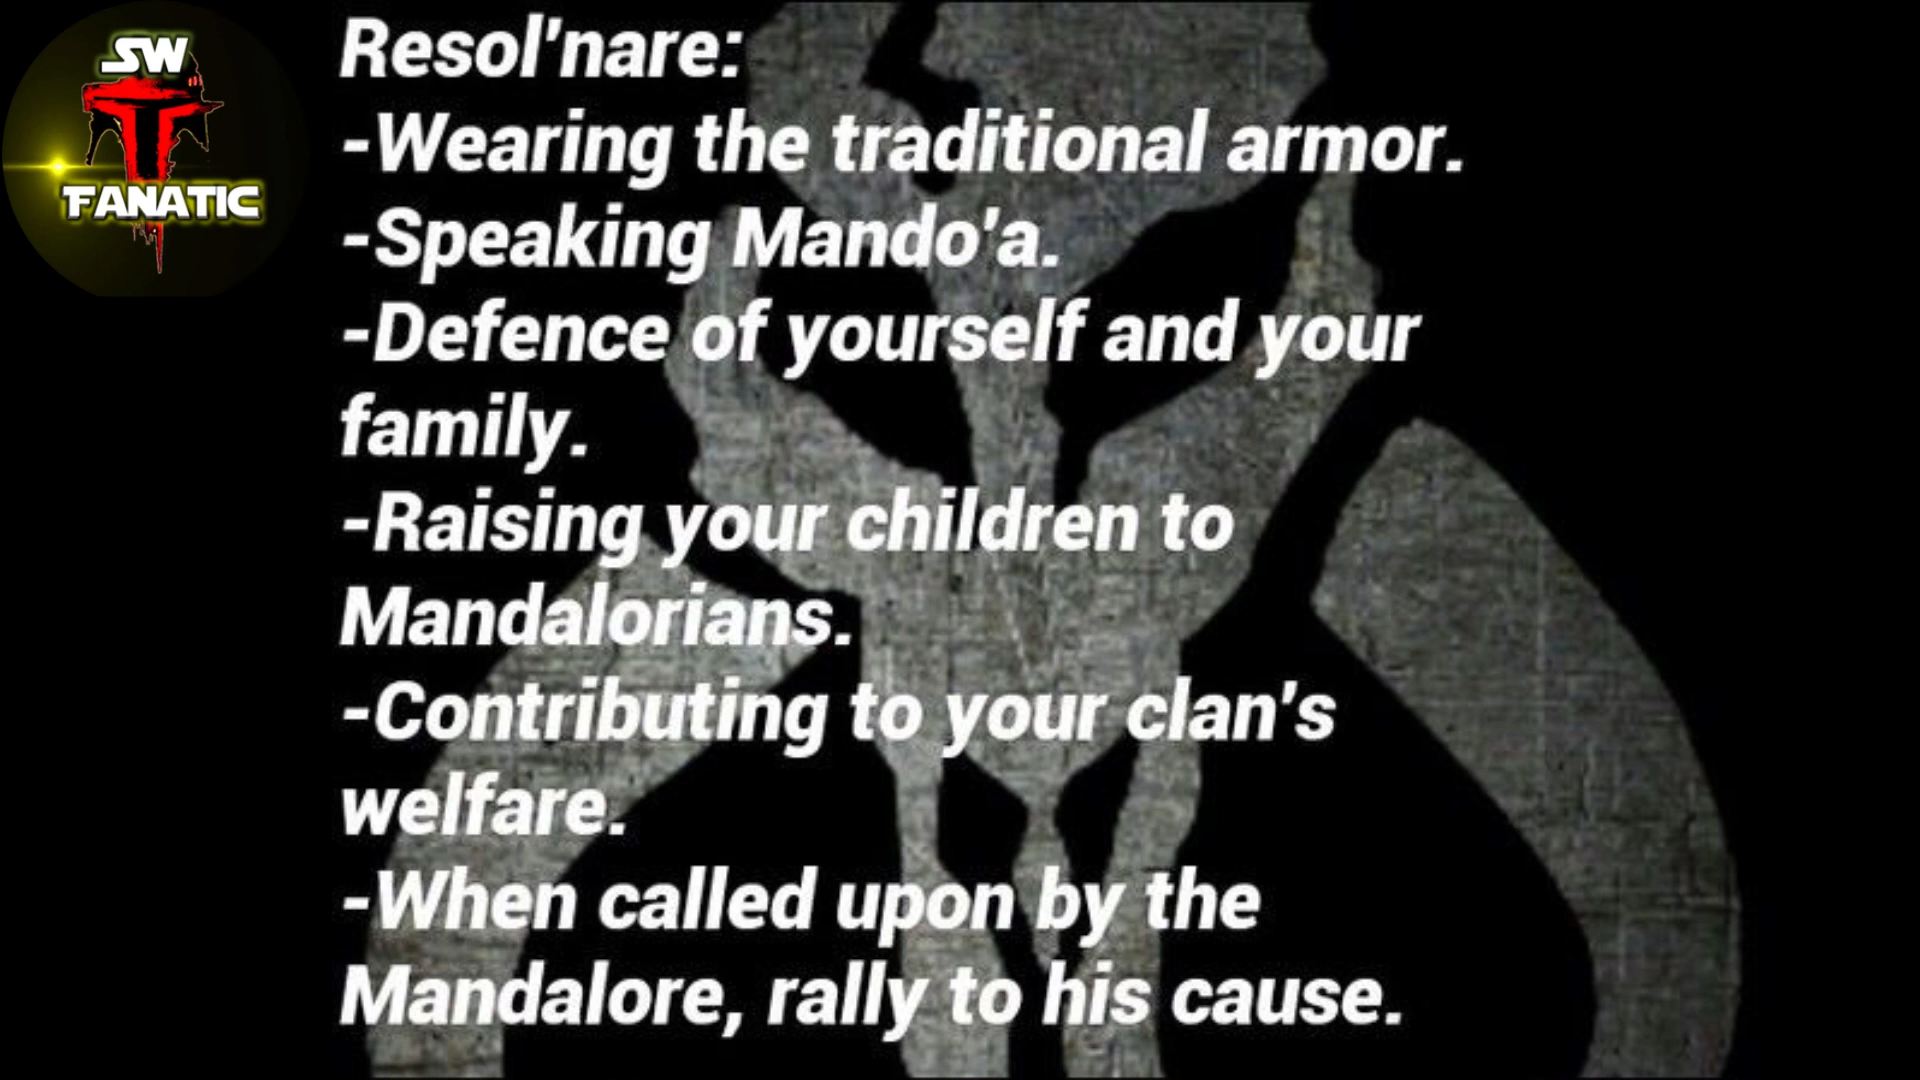 SW
FANATIC
Resol'nare:
-Wearing the traditional armor.
-Speaking Mando'a.
-Defence of yourself and your
family.
-Raising your children to
Mandalorians.
-Contributing to your clan's
welfare.
-When called upon by the
Mandalore, rally to his cause.